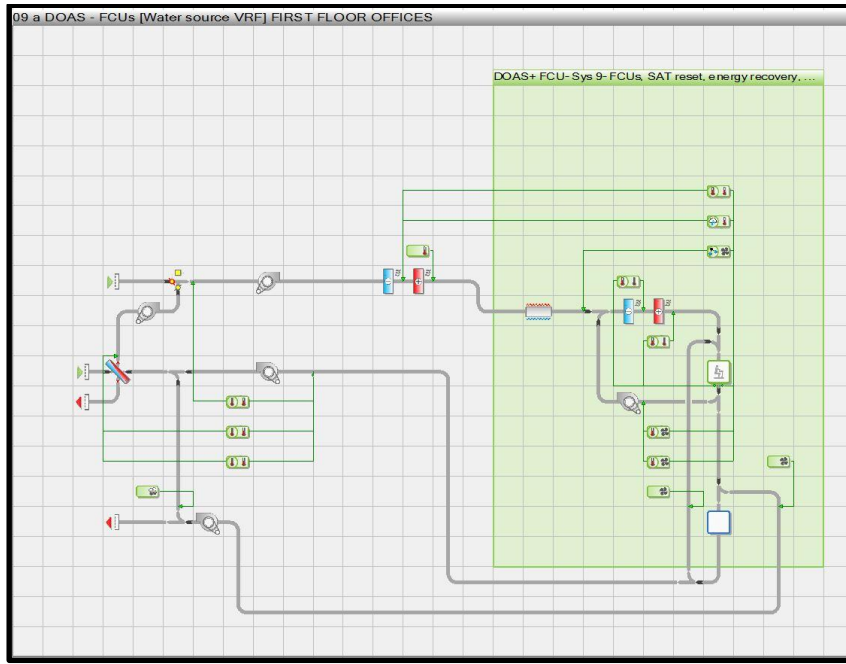 09 a DOAS - FCUs [Water source VRF] FIRST FLOOR OFFICES
DOAS+ FCU- Sys 9- FCUs, SAT reset, energy recovery, ...